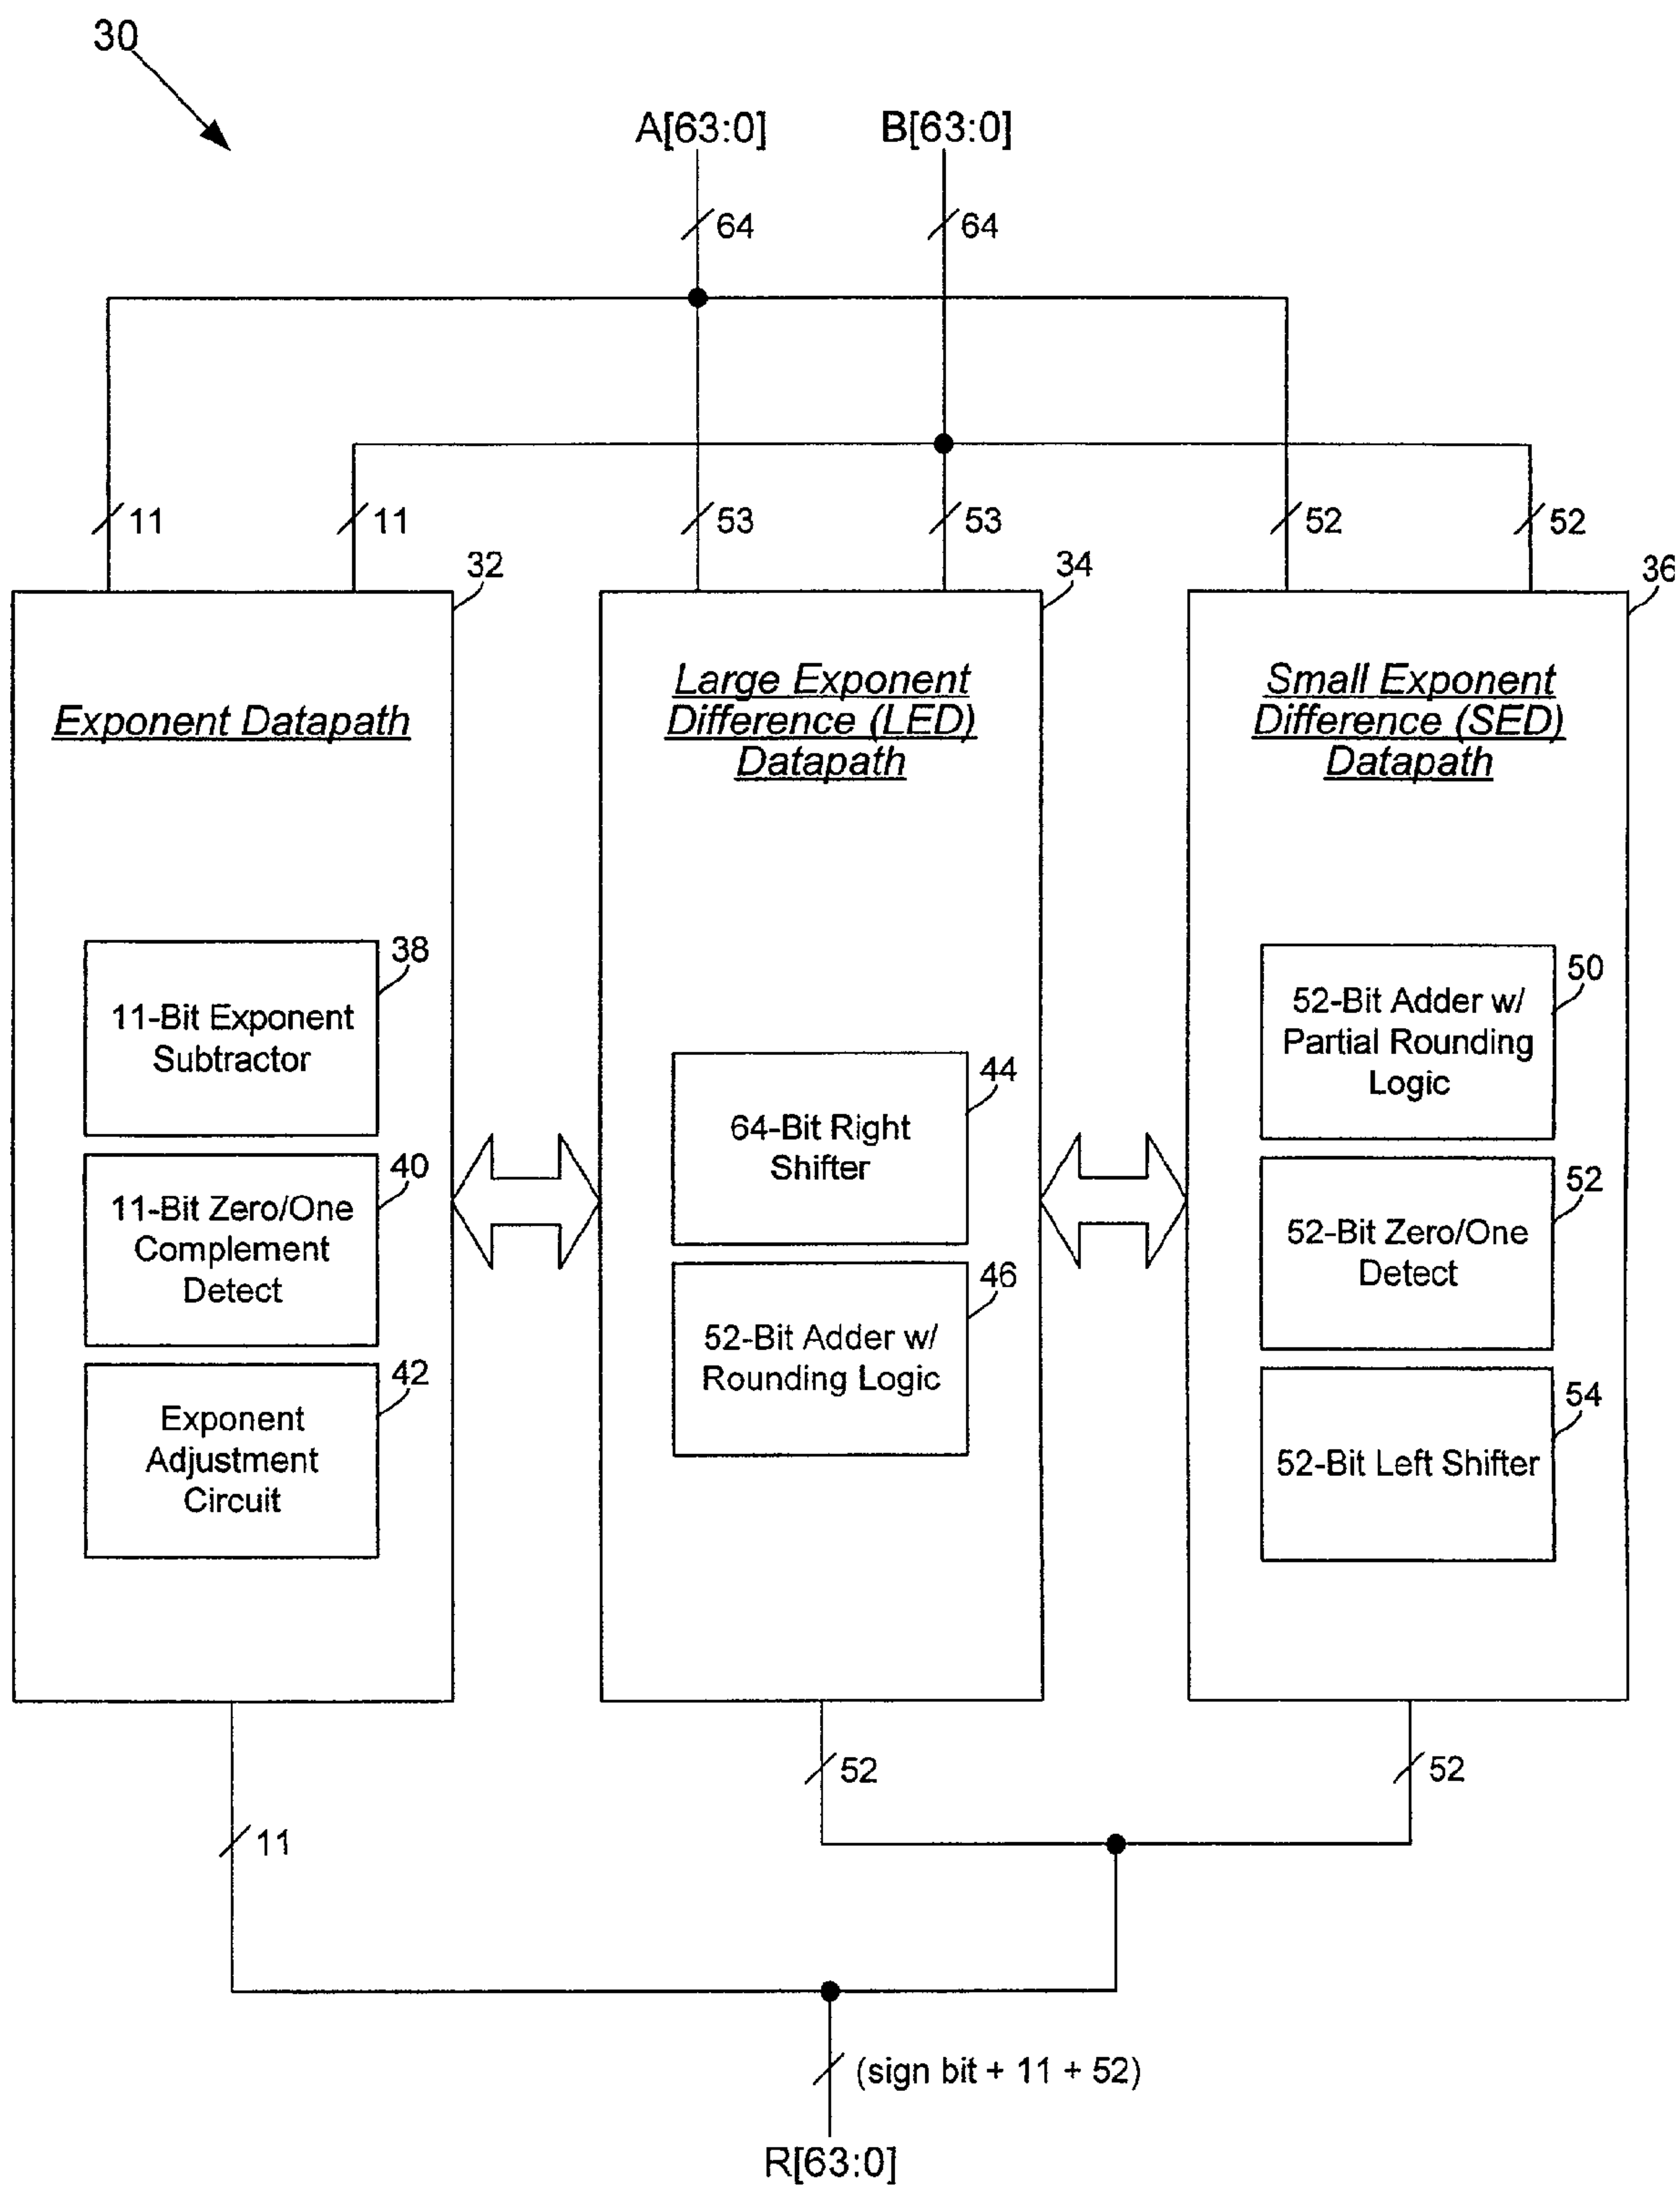 30
A[63:0] B[63:0]
64 64
11 11 53 53 52 52
32 34 36
Exponent Datapath
Large Exponent
Difference (LED)
Datapath
Small Exponent
Difference (SED)
Datapath
38
11-Bit Exponent
Subtractor
40
11-Bit Zero/One
Complement
Detect
42
Exponent
Adjustment
Circuit
44
64-Bit Right
Shifter
46
52-Bit Adder w/
Rounding Logic
50
52-Bit Adder w/
Partial Rounding
Logic
52
52-Bit Zero/One
Detect
54
52-Bit Left Shifter
52 52
11
(sign bit + 11 + 52)
R[63:0]